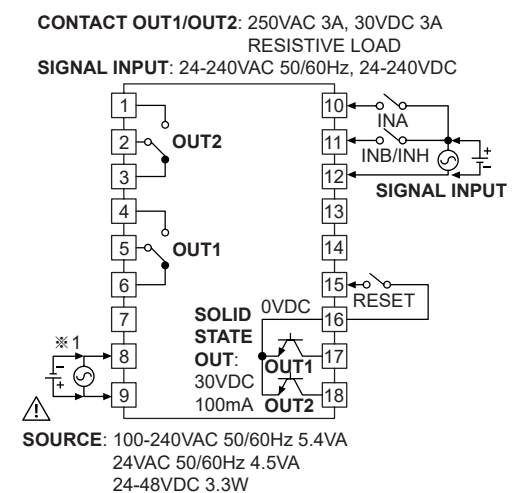 CONTACT OUT1/OUT2: 250VAC 3A, 30VDC 3A
RESISTIVE LOAD
SIGNAL INPUT: 24-240VAC 50/60Hz, 24-240VDC
1
10
INA
2
OUT2
11
INB/INH
+
-
3
12
SIGNAL INPUT
4
13
5
OUT1
14
6
15
RESET
7
SOLID
0VDC
16
STATE
※1
8
OUT:
OUT1
17
-
+
30VDC
9
100mA
OUT2
18
!
SOURCE: 100-240VAC 50/60Hz 5.4VA
24VAC 50/60Hz 4.5VA
24-48VDC 3.3W